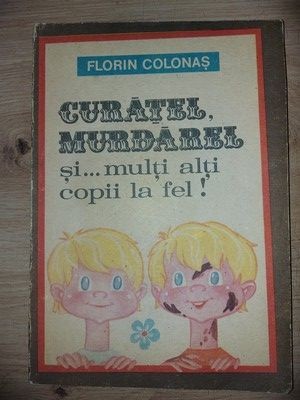 FLORIN COLONAȘ
CURĂȚEL,
MURDĂREL
și... mulți alți
copii la fel!